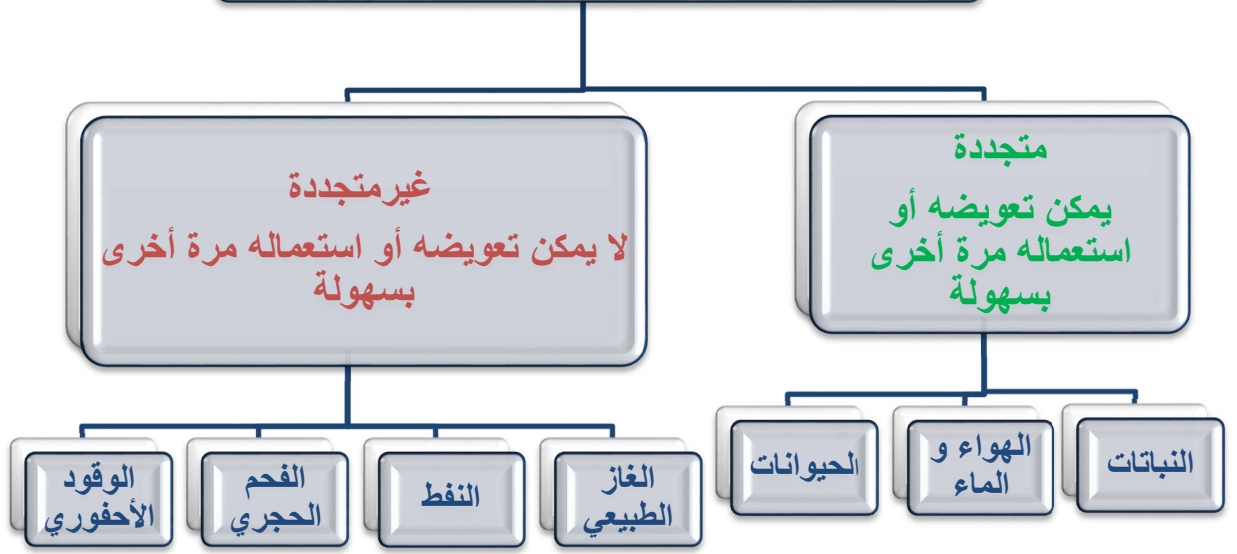 متجددة
يمكن تعويضه أو
استعماله مرة أخرى
بسهولة
غيرمتجددة
لا يمكن تعويضه أو استعماله مرة أخرى
بسهولة
النباتات
الهواء و
الماء
الحيوانات
الغاز
الطبيعي
النفط
الفحم
الحجري
الوقود
الأحفوري